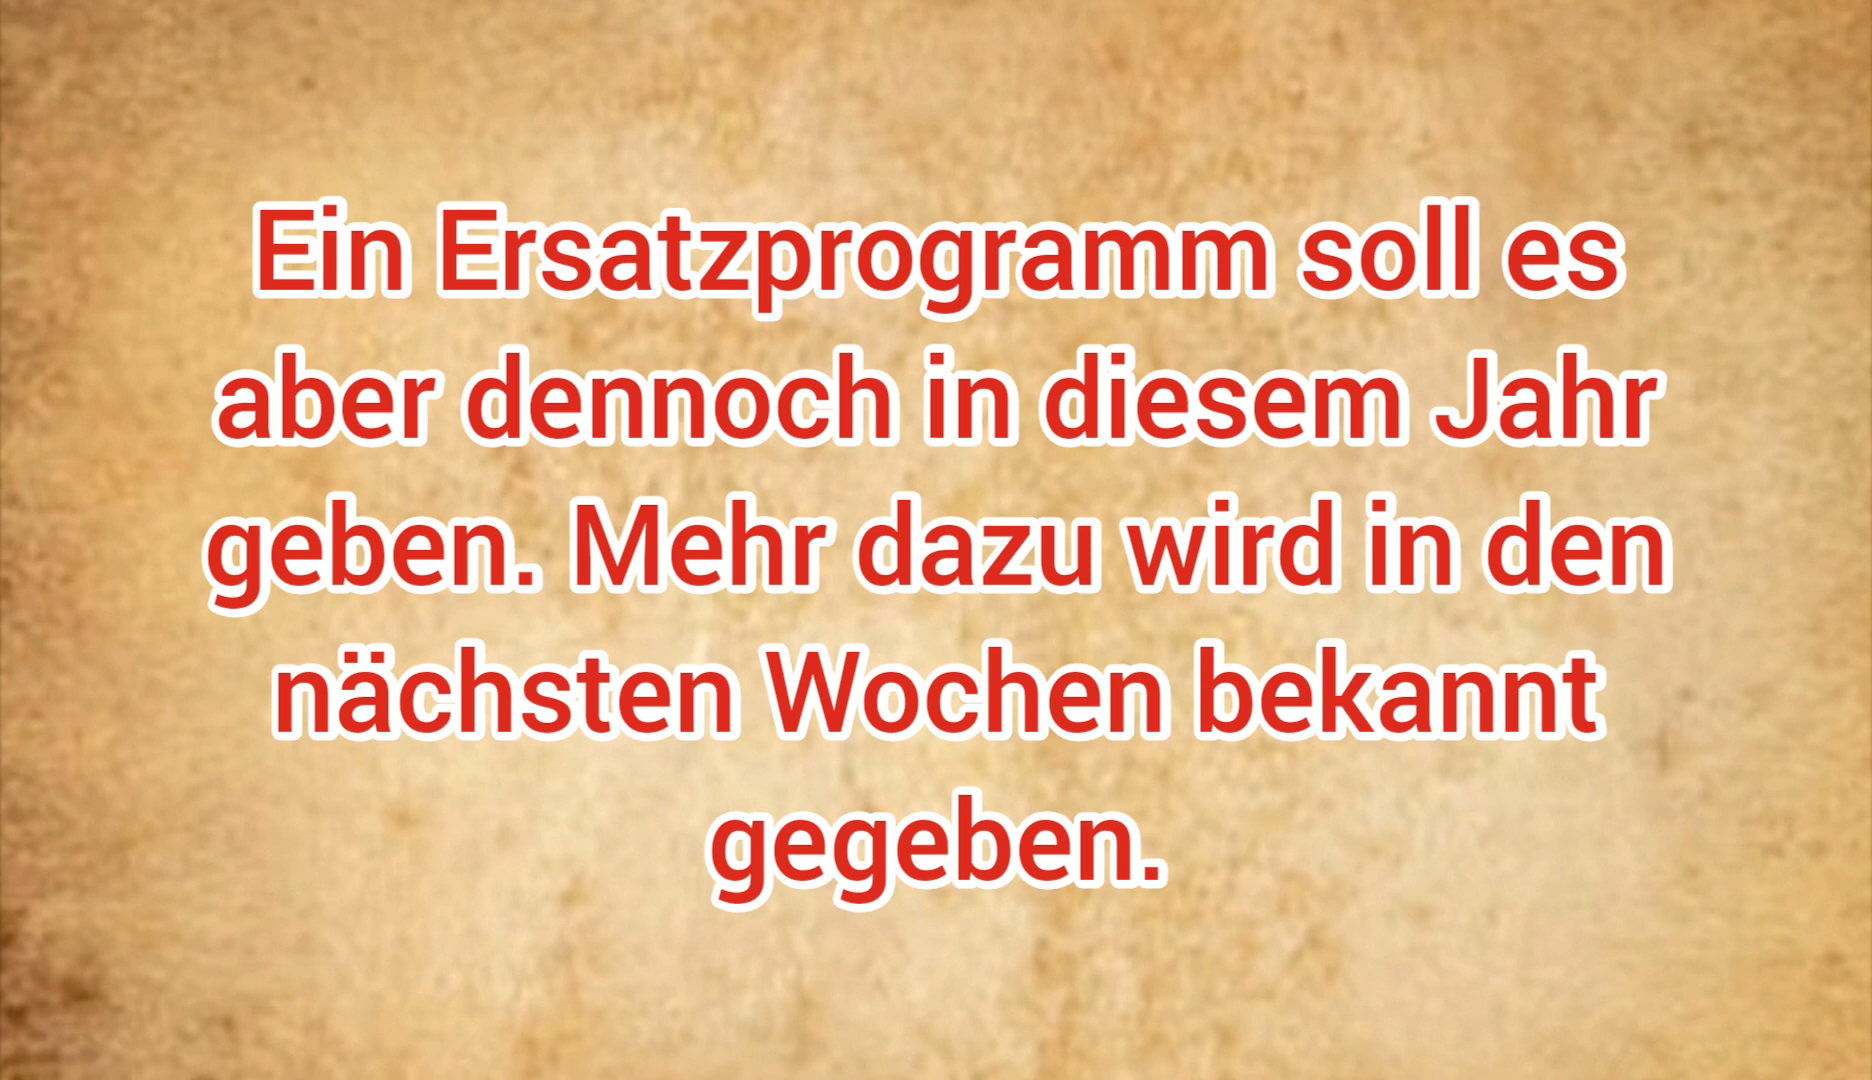 Ein Ersatzprogramm soll es
aber dennoch in diesem Jahr
geben. Mehr dazu wird in den
nächsten Wochen bekannt
gegeben.